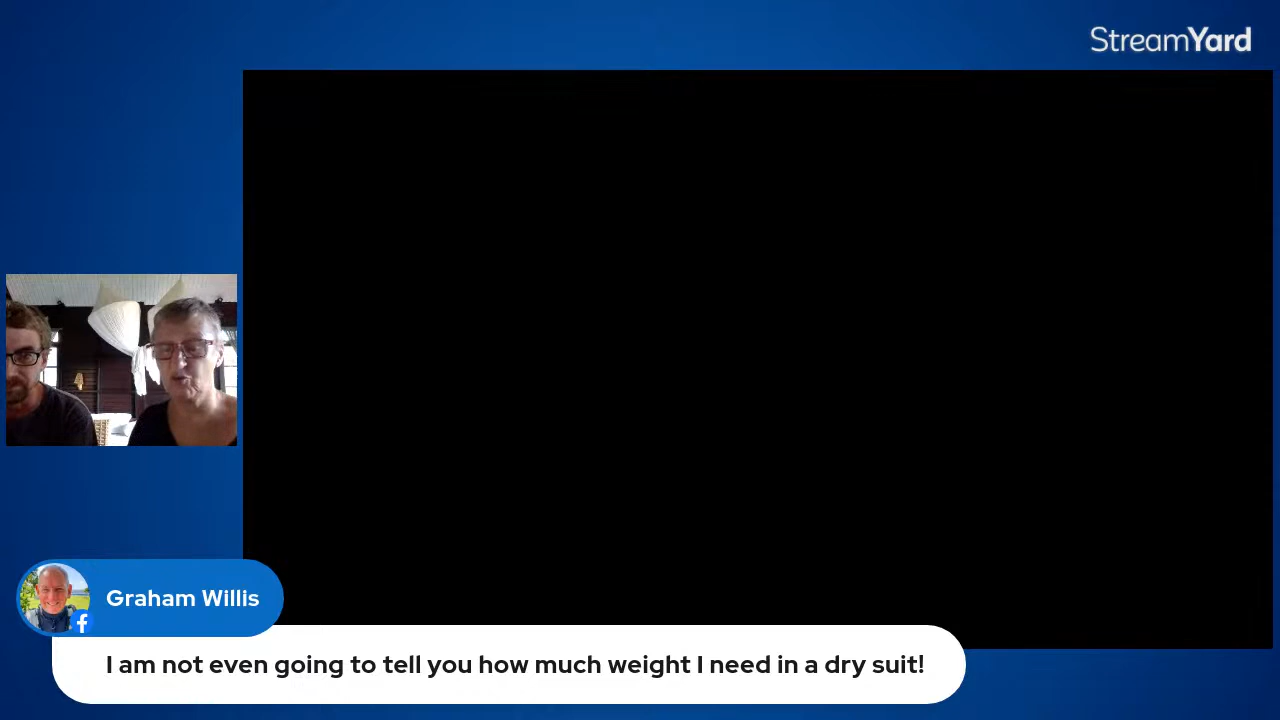 StreamYard
Graham Willis
I am not even going to tell you how much weight I need in a dry suit!